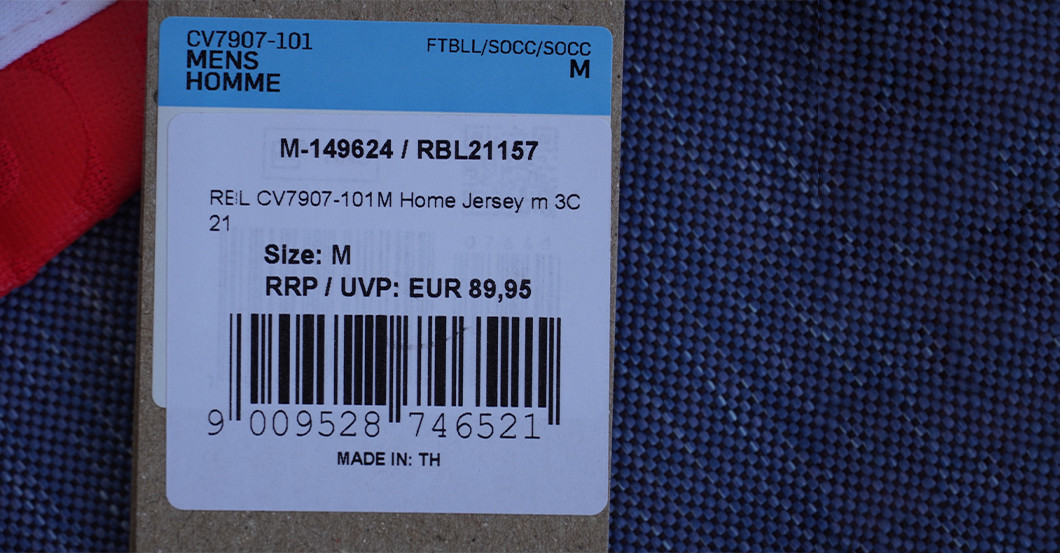 CV7907-101
FTBLL/SOCC/SOCC
MENS
M
HOMME
M-149624 / RBL21157
RBL CV7907-101M Home Jersey m 3C
21
Size: M
RRP / UVP: EUR 89,95
9 009528 746521
MADE IN: TH